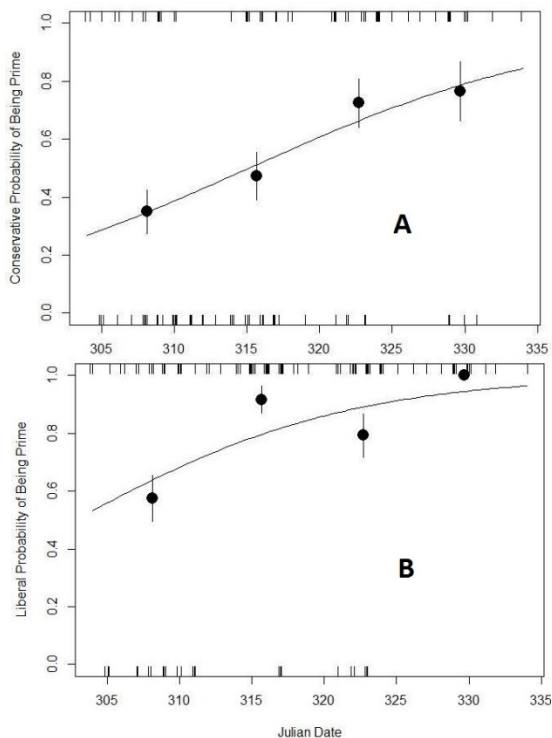 Conservative Probability of Being Prime
1.0
0.8
0.6
0.4
0.2
0.0
A
305 310 315 320 325 330 335
Liberal Probability of Being Prime
1.0
0.8
0.6
0.4
0.2
0.0
B
305 310 315 320 325 330 335
Julian Date